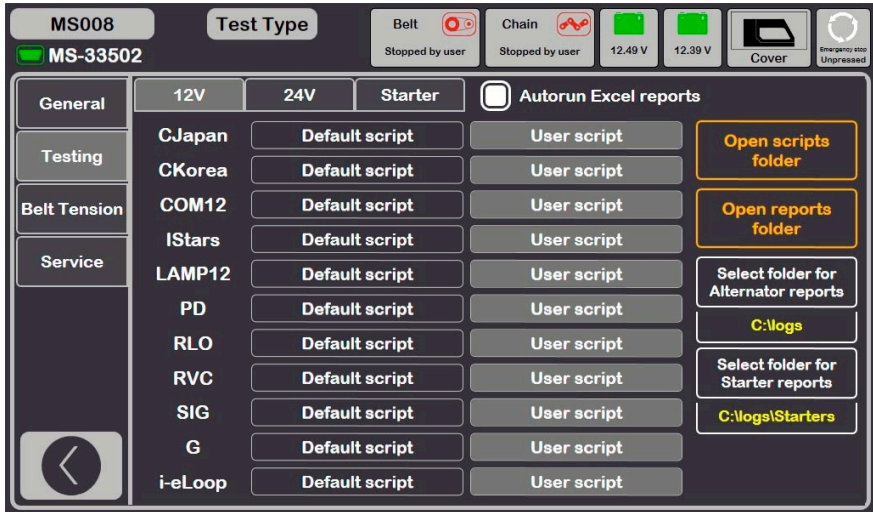 MS008
Test Type
Belt
Stopped by user
Chain
Stopped by user
12.49 V
12.39 V
Cover
Emergency stop
Unpressed
MS-33502
General
Testing
Belt Tension
Service
12V
24V
Starter
Autorun Excel reports
CJapan Default script User script
CKorea Default script User script
COM12 Default script User script
IStars Default script User script
LAMP12 Default script User script
PD Default script User script
RLO Default script User script
RVC Default script User script
SIG Default script User script
G Default script User script
i-eLoop Default script User script
Open scripts
folder
Open reports
folder
Select folder for
Alternator reports
C:\logs
Select folder for
Starter reports
C:\logs\Starters